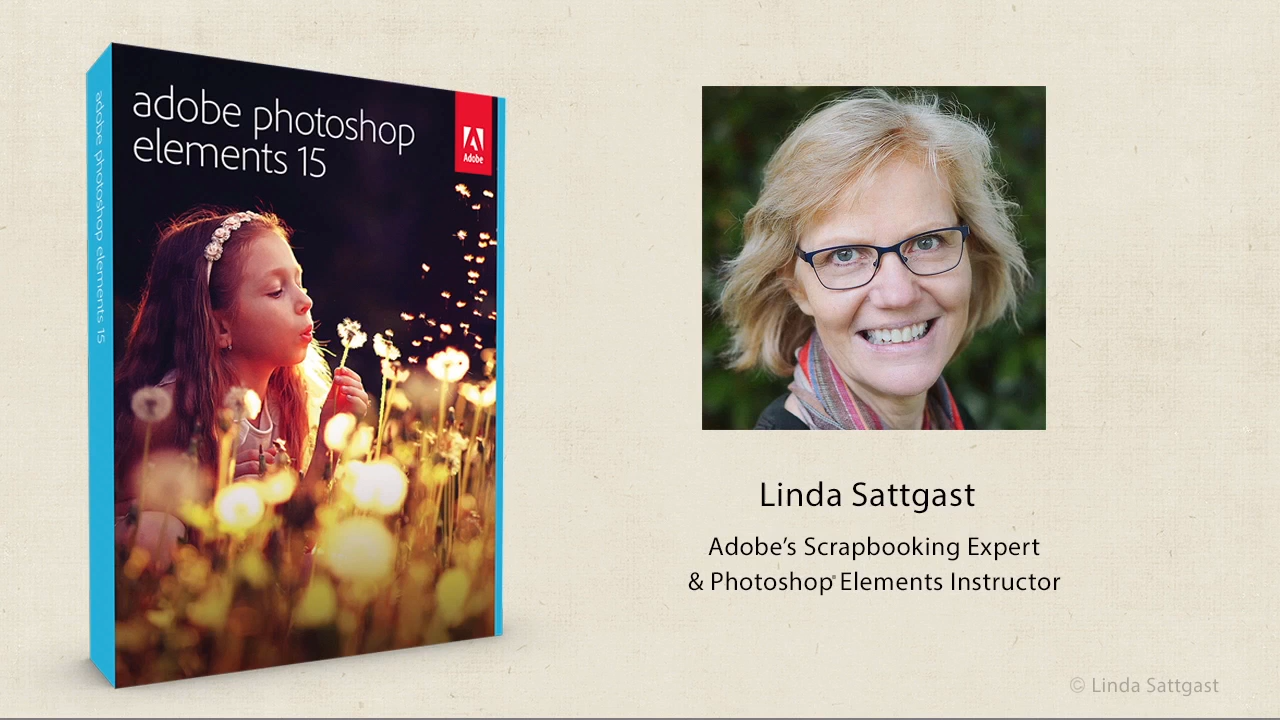 adobe photoshop
elements 15
Adobe
adobe photoshop elements 15
Linda Sattgast
Adobe’s Scrapbooking Expert
& Photoshop® Elements Instructor
© Linda Sattgast